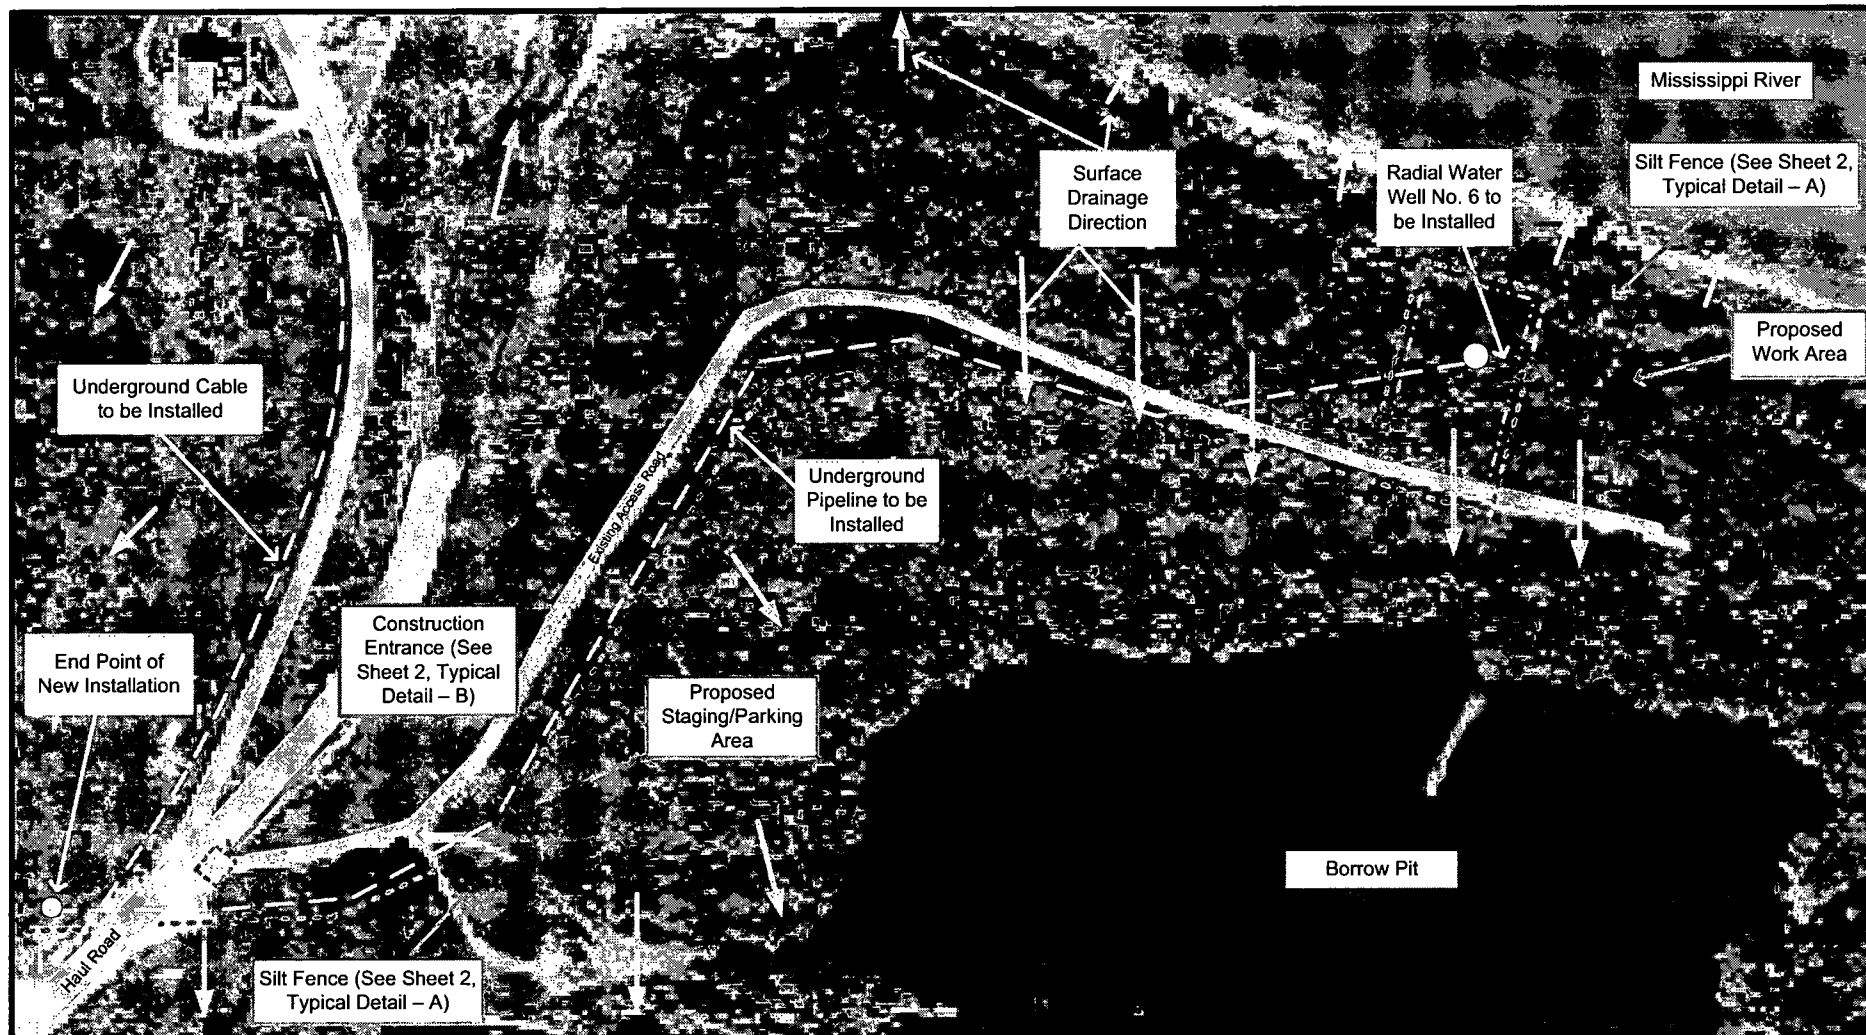 Mississippi River
Silt Fence (See Sheet 2,
Typical Detail – A)
Surface
Drainage
Direction
Radial Water
Well No. 6 to
be Installed
Proposed
Work Area
Underground Cable
to be Installed
Existing Access Road
Underground
Pipeline to be
Installed
Construction
Entrance (See
Sheet 2, Typical
Detail – B)
End Point of
New Installation
Proposed
Staging/Parking
Area
Borrow Pit
Haul Road
Silt Fence (See Sheet 2,
Typical Detail – A)